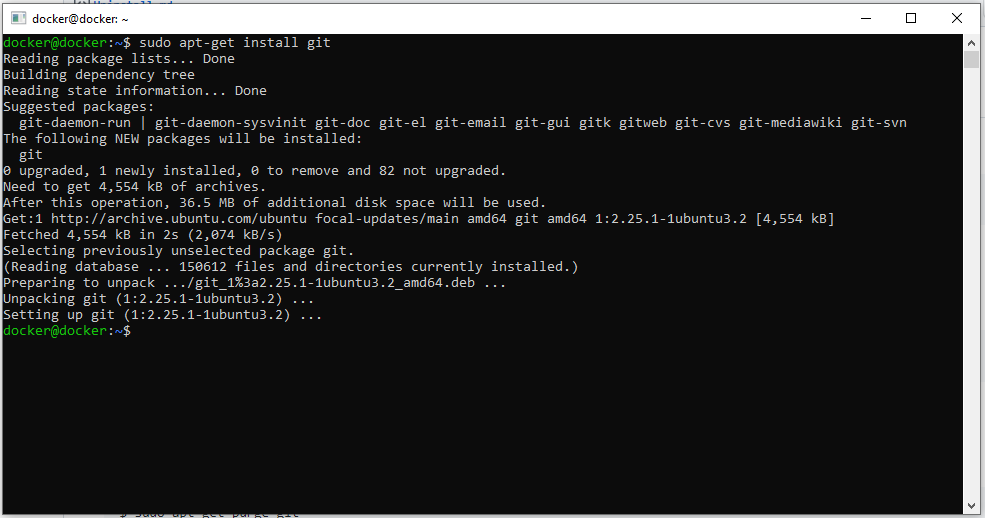 docker@docker: ~
docker@docker:~$ sudo apt-get install git
Reading package lists... Done
Building dependency tree
Reading state information... Done
Suggested packages:
  git-daemon-run | git-daemon-sysvinit git-doc git-el git-email git-gui gitk gitweb git-cvs git-mediawiki git-svn
The following NEW packages will be installed:
  git
0 upgraded, 1 newly installed, 0 to remove and 82 not upgraded.
Need to get 4,554 kB of archives.
After this operation, 36.5 MB of additional disk space will be used.
Get:1 http://archive.ubuntu.com/ubuntu focal-updates/main amd64 git amd64 1:2.25.1-1ubuntu3.2 [4,554 kB]
Fetched 4,554 kB in 2s (2,074 kB/s)
Selecting previously unselected package git.
(Reading database ... 150612 files and directories currently installed.)
Preparing to unpack .../git_1%3a2.25.1-1ubuntu3.2_amd64.deb ...
Unpacking git (1:2.25.1-1ubuntu3.2) ...
Setting up git (1:2.25.1-1ubuntu3.2) ...
docker@docker:~$
$ sudo apt-get purge git